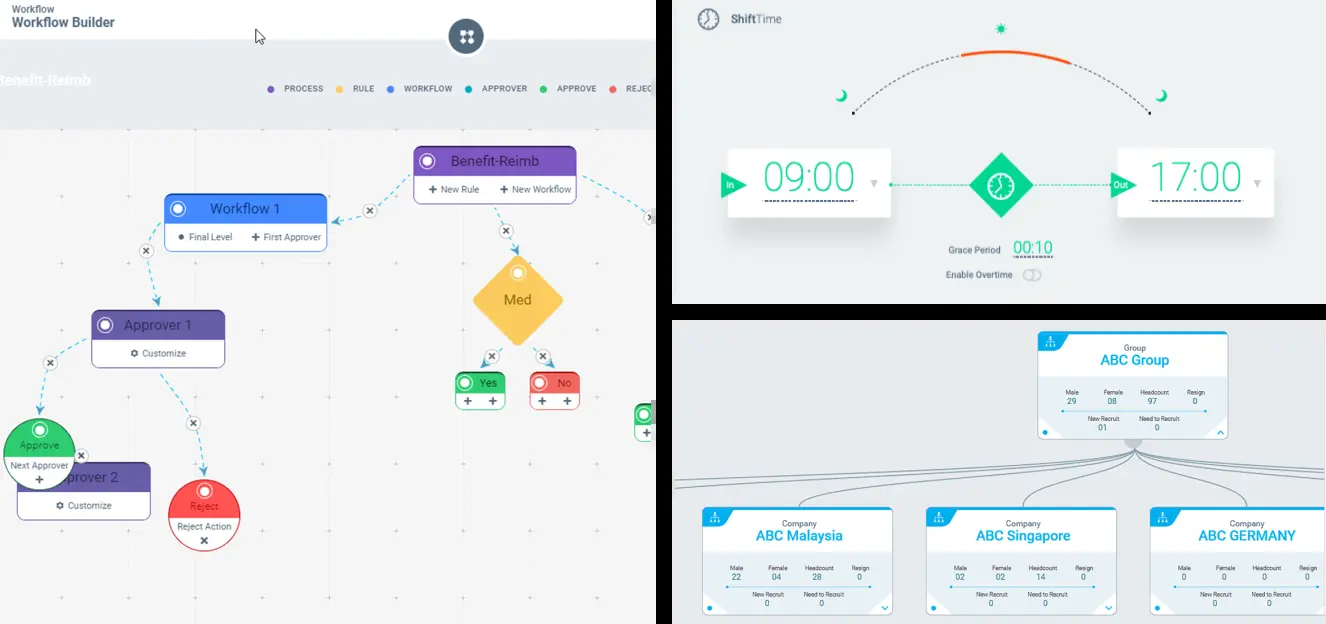 Workflow
Workflow Builder
Benefit-Reimb
PROCESS RULE WORKFLOW APPROVER APPROVE REJEC
Benefit-Reimb
+ New Rule + New Workflow
Workflow 1
Final Level + First Approver
Med
Approver 1
Customize
Yes No
+ + + +
+
Approve
Next Approver
+
prover 2
Customize
Reject
Reject Action
ShiftTime
In 09:00 Out 17:00
Grace Period 00:10
Enable Overtime
Group
ABC Group
Male Female Headcount Resign
29 08 97 0
New Recruit Need to Recruit
01 0
Company
ABC Malaysia
Male Female Headcount Resign
22 04 28 0
New Recruit Need to Recruit
0 0
Company
ABC Singapore
Male Female Headcount Resign
02 02 14 0
New Recruit Need to Recruit
0 0
Company
ABC GERMANY
Male Female Headcount Resign
0 0 0 0
New Recruit Need to Recruit
0 0